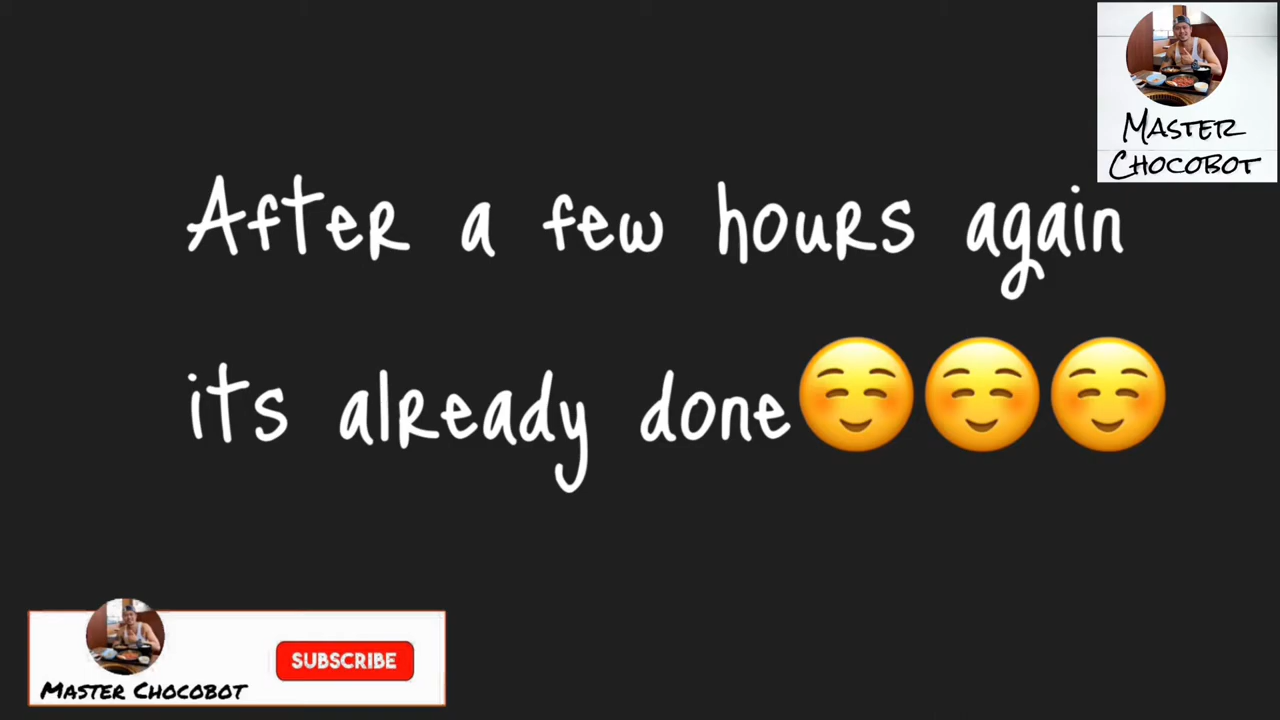 MASTER
CHOCOBOT
After a few hours again
its already done☺️☺️☺️
MASTER CHOCOBOT
SUBSCRIBE